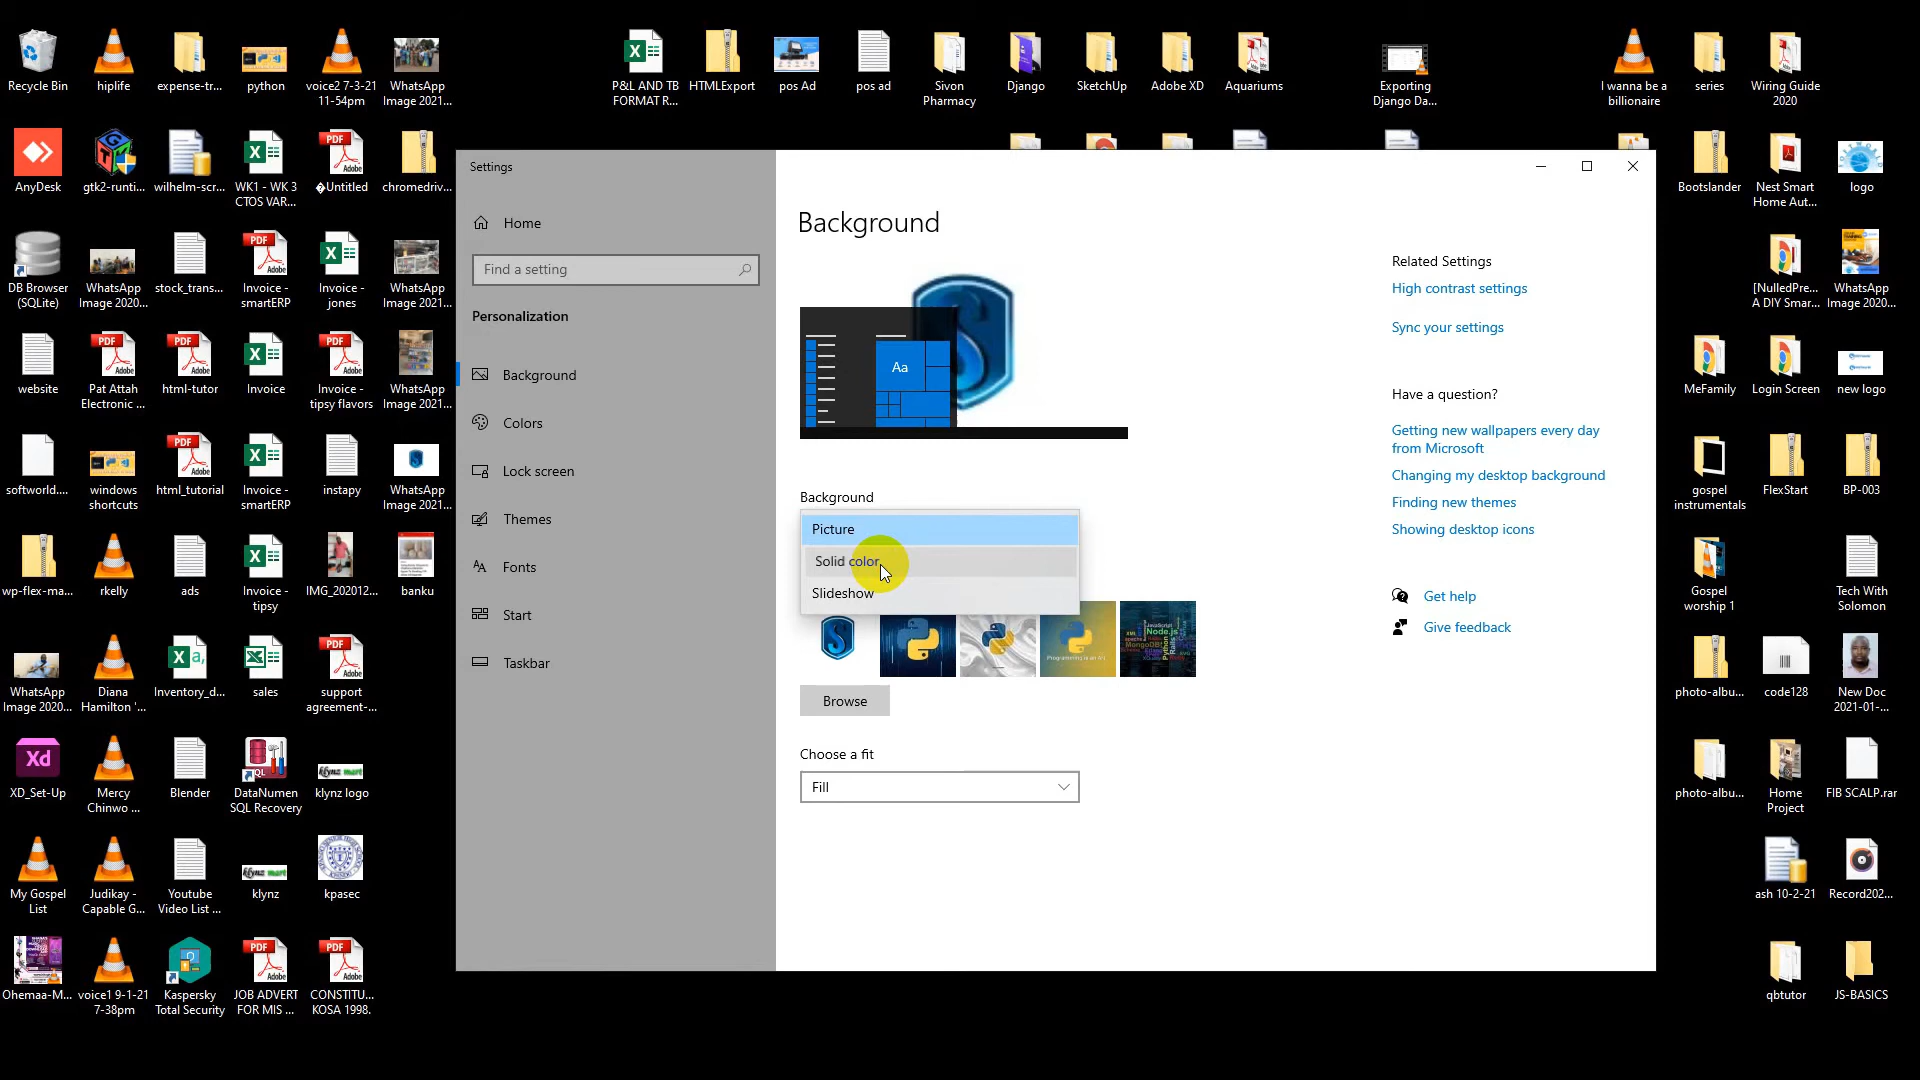 Recycle Bin
hiplife
expense-tr...
python
voice2 7-3-21
11-54pm
WhatsApp
Image 2021...
P&L AND TB
FORMAT R...
HTMLExport
pos Ad
pos ad
Sivon
Pharmacy
Django
SketchUp
Adobe XD
Aquariums
Exporting
Django Da...
I wanna be a
billionaire
series
Wiring Guide
2020
AnyDesk
gtk2-runti...
wilhelm-scr...
WK1 - WK 3
CTOS VAR...
�Untitled
chromedriv...
Bootslander
Nest Smart
Home Aut...
logo
DB Browser
(SQLite)
WhatsApp
Image 2020...
stock_trans...
Invoice -
smartERP
Invoice -
jones
WhatsApp
Image 2021...
[NulledPre...
A DIY Smar...
WhatsApp
Image 2020...
website
Pat Attah
Electronic ...
html-tutor
Invoice
Invoice -
tipsy flavors
WhatsApp
Image 2021...
MeFamily
Login Screen
new logo
softworld....
windows
shortcuts
html_tutorial
Invoice -
smartERP
instapy
WhatsApp
Image 2021...
gospel
instrumentals
FlexStart
BP-003
wp-flex-ma...
rkelly
ads
Invoice -
tipsy
IMG_202012...
banku
Gospel
worship 1
Tech With
Solomon
WhatsApp
Image 2020...
Diana
Hamilton '...
Inventory_d...
sales
support
agreement-...
photo-albu...
code128
New Doc
2021-01-...
XD_Set-Up
Mercy
Chinwo ...
Blender
DataNumen
SQL Recovery
klynz logo
photo-albu...
Home
Project
FIB SCALP.rar
My Gospel
List
Judikay -
Capable G...
Youtube
Video List ...
klynz
kpasec
ash 10-2-21
Record202...
Ohemaa-M...
voice1 9-1-21
7-38pm
Kaspersky
Total Security
JOB ADVERT
FOR MIS ...
CONSTITU...
KOSA 1998.
qbtutor
JS-BASICS
Settings
Home
Find a setting
Personalization
Background
Colors
Lock screen
Themes
Fonts
Start
Taskbar
Background
Aa
Background
Picture
Solid color
Slideshow
Browse
Choose a fit
Fill
Related Settings
High contrast settings
Sync your settings
Have a question?
Getting new wallpapers every day
from Microsoft
Changing my desktop background
Finding new themes
Showing desktop icons
Get help
Give feedback